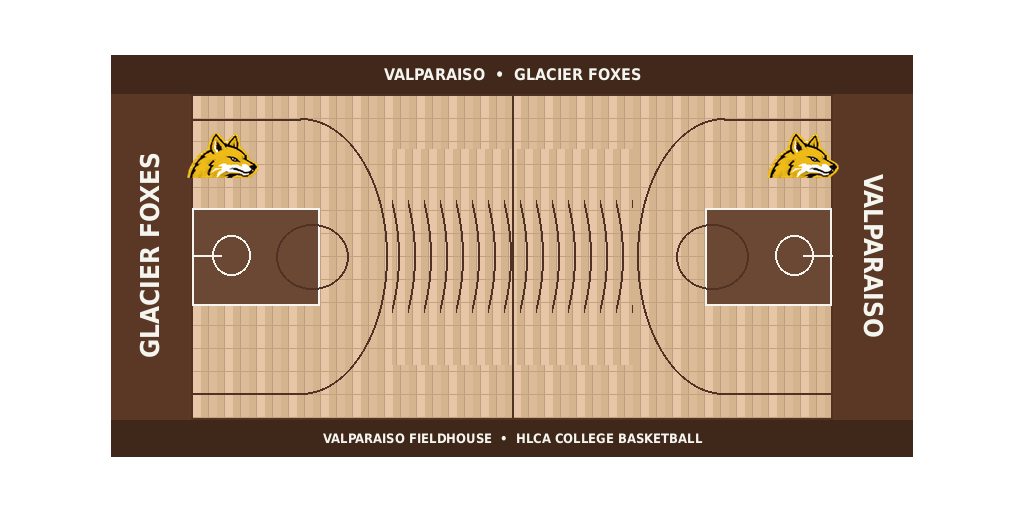 VALPARAISO • GLACIER FOXES
GLACIER FOXES
VALPARAISO
VALPARAISO FIELDHOUSE • HLCA COLLEGE BASKETBALL